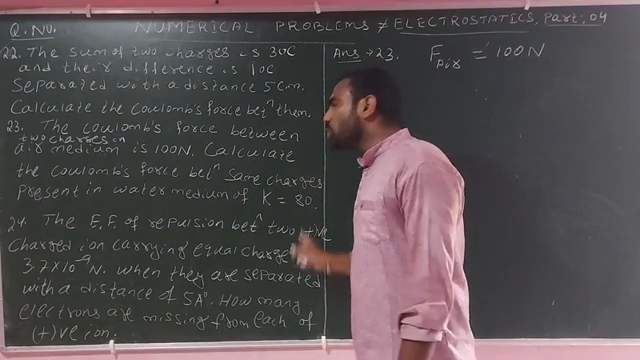 Q. No. NUMERICAL PROBLEMS ≠ ELECTROSTATICS, Part: 04
22. The sum of two charges is 30C
and their difference is 10C
separated with a distance 5cm.
Calculate the Coulomb's force betⁿ them.
23. The Coulomb's force between
two charges in
air medium is 100N. Calculate
the Coulomb's force betⁿ same charges
present in water medium of K = 80.
24. The E.F. of repulsion betⁿ two (+)ve
charged ion carrying equal charge
3.7×10⁻⁹N. When they are separated
with a distance of 5A°. How many
electrons are missing from each of
(+)ve ion.
Ans → 23. F Air = 100N